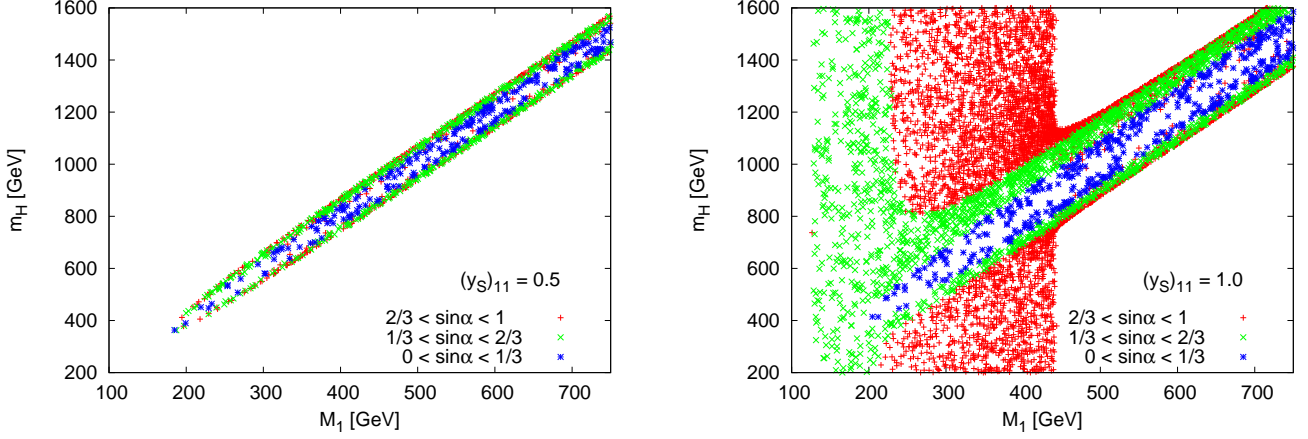 1600
1400
1200
1000
800
600
400
200
m_H [GeV]
100 200 300 400 500 600 700
M_1 [GeV]
(y_S)_11 = 0.5
2/3 < sinα < 1
1/3 < sinα < 2/3
0 < sinα < 1/3
1600
1400
1200
1000
800
600
400
200
m_H [GeV]
100 200 300 400 500 600 700
M_1 [GeV]
(y_S)_11 = 1.0
2/3 < sinα < 1
1/3 < sinα < 2/3
0 < sinα < 1/3